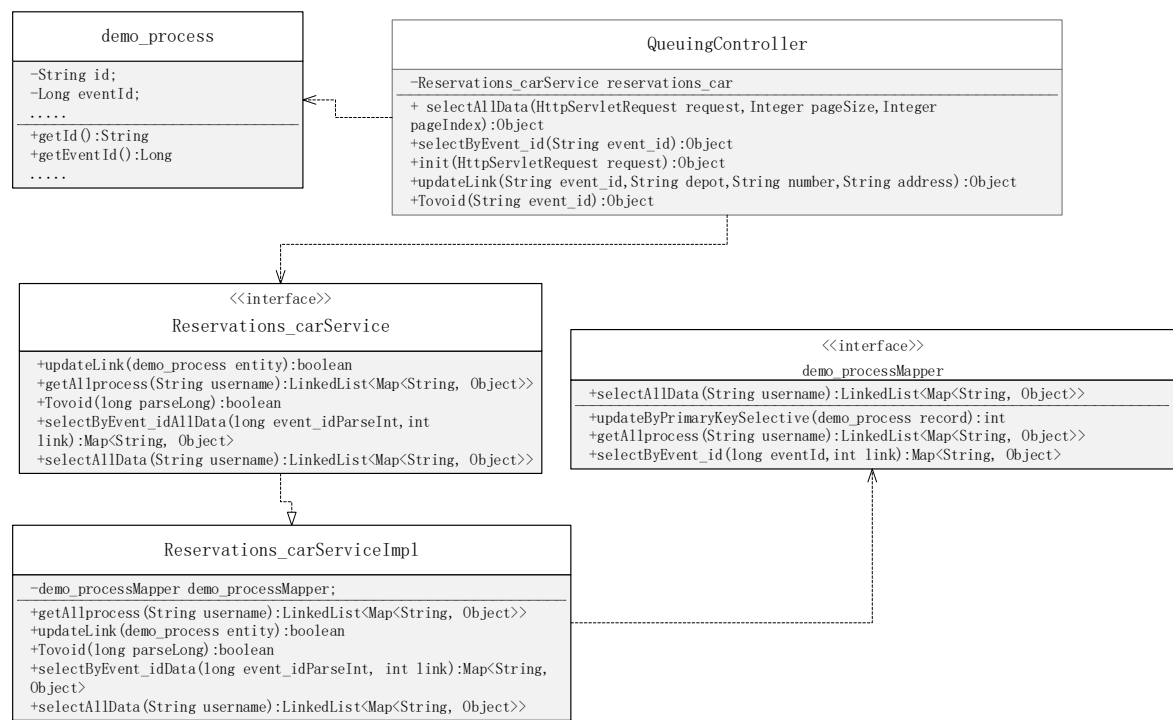 demo_process
-String id;
-Long eventId;
.....
+getId():String
+getEventId():Long
.....
QueuingController
-Reservations_carService reservations_car
+ selectAllData(HttpServletRequest request,Integer pageSize,Integer
pageIndex):Object
+selectByEvent_id(String event_id):Object
+init(HttpServletRequest request):Object
+updateLink(String event_id,String depot,String number,String address):Object
+Tovoid(String event_id):Object
<<interface>>
Reservations_carService
+updateLink(demo_process entity):boolean
+getAllprocess(String username):LinkedList<Map<String, Object>>
+Tovoid(long parseLong):boolean
+selectByEvent_idAllData(long event_idParseInt,int
link):Map<String, Object>
+selectAllData(String username):LinkedList<Map<String, Object>>
<<interface>>
demo_processMapper
+selectAllData(String username):LinkedList<Map<String, Object>>
+updateByPrimaryKeySelective(demo_process record):int
+getAllprocess(String username):LinkedList<Map<String, Object>>
+selectByEvent_id(long eventId,int link):Map<String, Object>
Reservations_carServiceImpl
-demo_processMapper demo_processMapper;
+getAllprocess(String username):LinkedList<Map<String, Object>>
+updateLink(demo_process entity):boolean
+Tovoid(long parseLong):boolean
+selectByEvent_idData(long event_idParseInt, int link):Map<String,
Object>
+selectAllData(String username):LinkedList<Map<String, Object>>